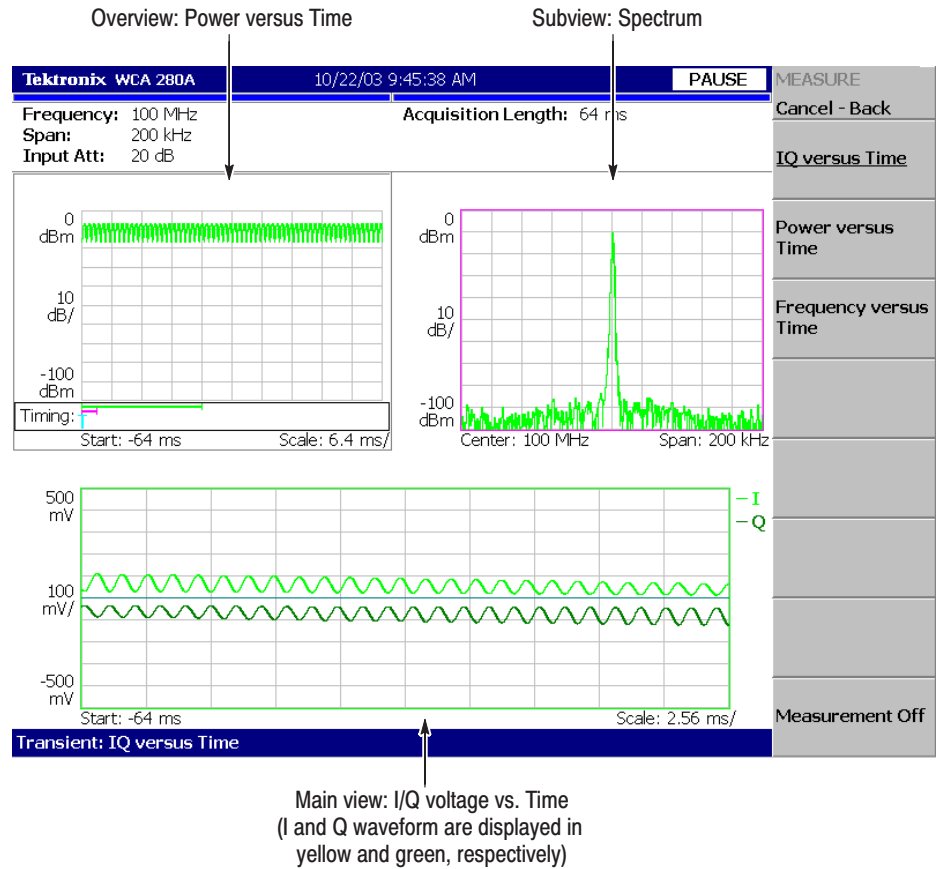 Overview: Power versus Time
Subview: Spectrum
Tektronix WCA 280A
10/22/03 9:45:38 AM
PAUSE
MEASURE
Cancel - Back
Frequency: 100 MHz
Span: 200 kHz
Input Att: 20 dB
Acquisition Length: 64 ms
IQ versus Time
Power versus
Time
Frequency versus
Time
Measurement Off
0
dBm
10
dB/
-100
dBm
Timing:
Start: -64 ms
Scale: 6.4 ms/
0
dBm
10
dB/
-100
dBm
Center: 100 MHz
Span: 200 kHz
500
mV
100
mV/
-500
mV
I
Q
Start: -64 ms
Scale: 2.56 ms/
Transient: IQ versus Time
Main view: I/Q voltage vs. Time
(I and Q waveform are displayed in
yellow and green, respectively)